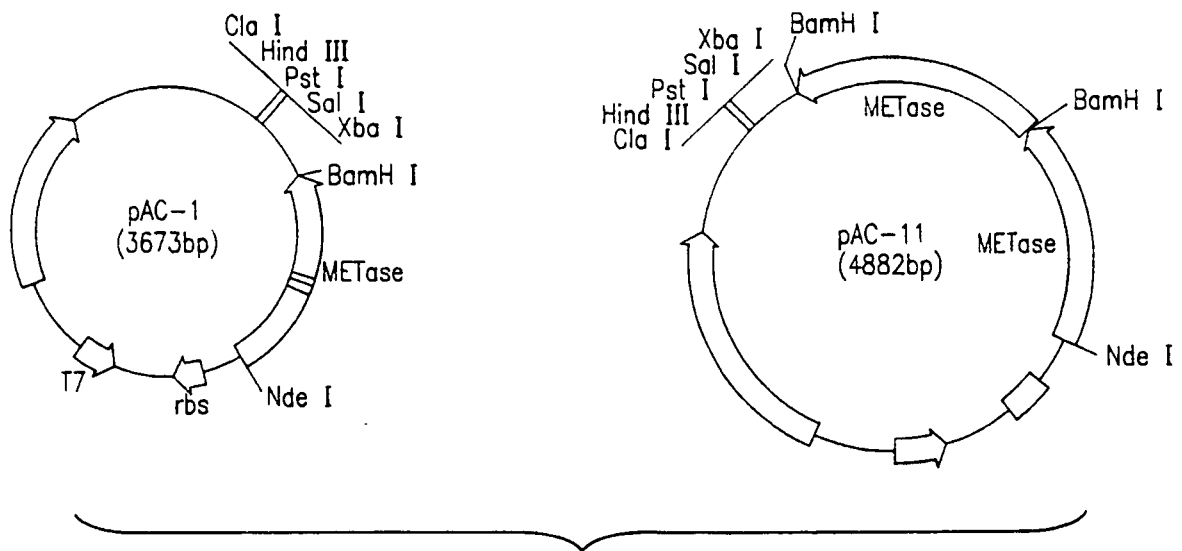 Cla I
Hind III
Pst I
Sal I
Xba I
BamH I
pAC-1
(3673bp)
METase
T7
rbs
Nde I
BamH I
Xba I
Sal I
Pst I
Hind III
Cla I
METase
BamH I
pAC-11
(4882bp)
METase
Nde I